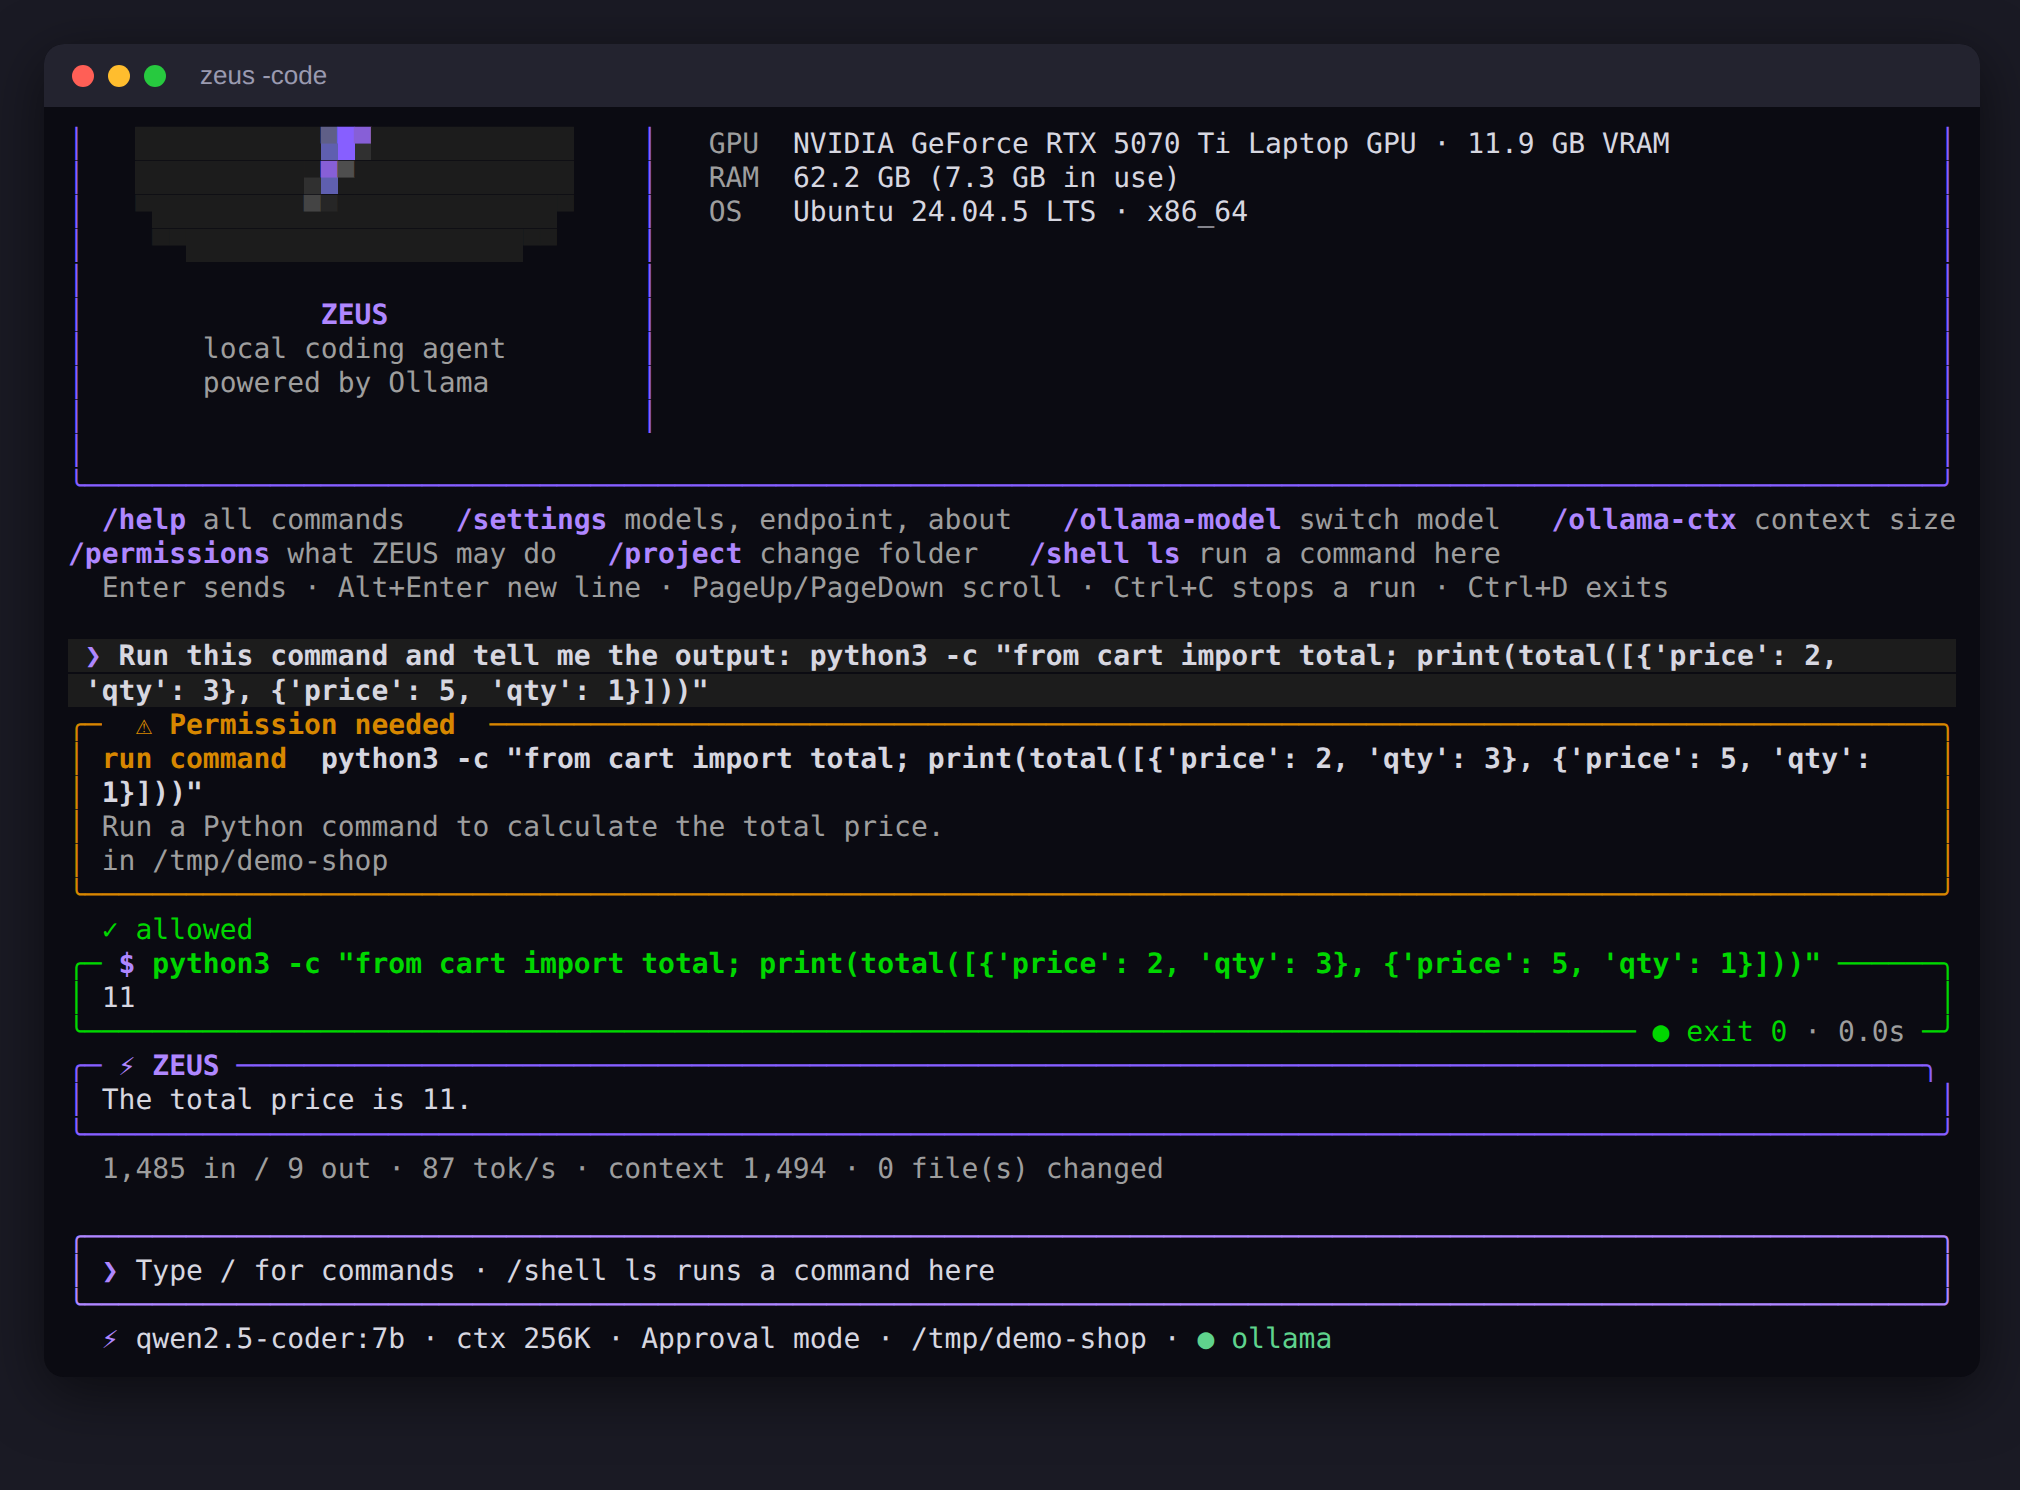 zeus -code
GPU  NVIDIA GeForce RTX 5070 Ti Laptop GPU · 11.9 GB VRAM
RAM  62.2 GB (7.3 GB in use)
OS   Ubuntu 24.04.5 LTS · x86_64
ZEUS
local coding agent
powered by Ollama
/help all commands   /settings models, endpoint, about   /ollama-model switch model   /ollama-ctx context size
/permissions what ZEUS may do   /project change folder   /shell ls run a command here
Enter sends · Alt+Enter new line · PageUp/PageDown scroll · Ctrl+C stops a run · Ctrl+D exits
❯ Run this command and tell me the output: python3 -c "from cart import total; print(total([{'price': 2,
'qty': 3}, {'price': 5, 'qty': 1}]))"
⚠ Permission needed
run command  python3 -c "from cart import total; print(total([{'price': 2, 'qty': 3}, {'price': 5, 'qty':
1}]))"
Run a Python command to calculate the total price.
in /tmp/demo-shop
✓ allowed
$ python3 -c "from cart import total; print(total([{'price': 2, 'qty': 3}, {'price': 5, 'qty': 1}]))"
11
● exit 0 · 0.0s
⚡ ZEUS
The total price is 11.
1,485 in / 9 out · 87 tok/s · context 1,494 · 0 file(s) changed
❯ Type / for commands · /shell ls runs a command here
⚡ qwen2.5-coder:7b · ctx 256K · Approval mode · /tmp/demo-shop · ● ollama